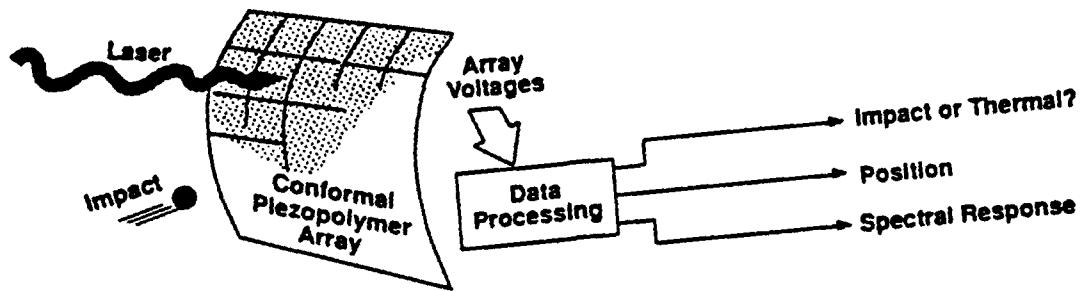 Laser
Impact
Conformal
Piezopolymer
Array
Array
Voltages
Data
Processing
Impact or Thermal?
Position
Spectral Response